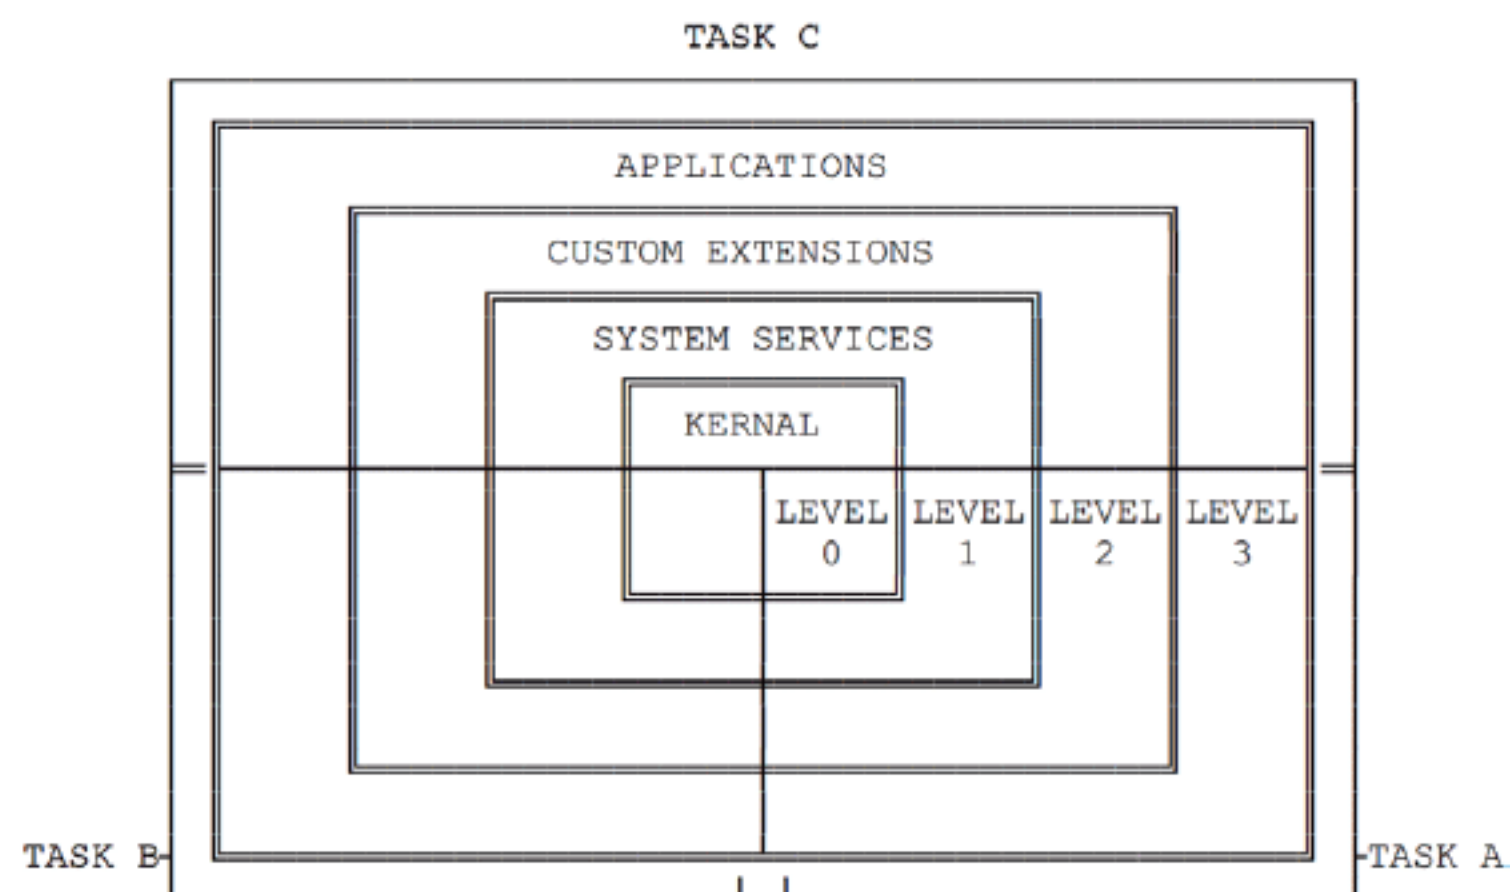 TASK C
APPLICATIONS
CUSTOM EXTENSIONS
SYSTEM SERVICES
KERNAL
LEVEL LEVEL LEVEL LEVEL
0 1 2 3
TASK B TASK A